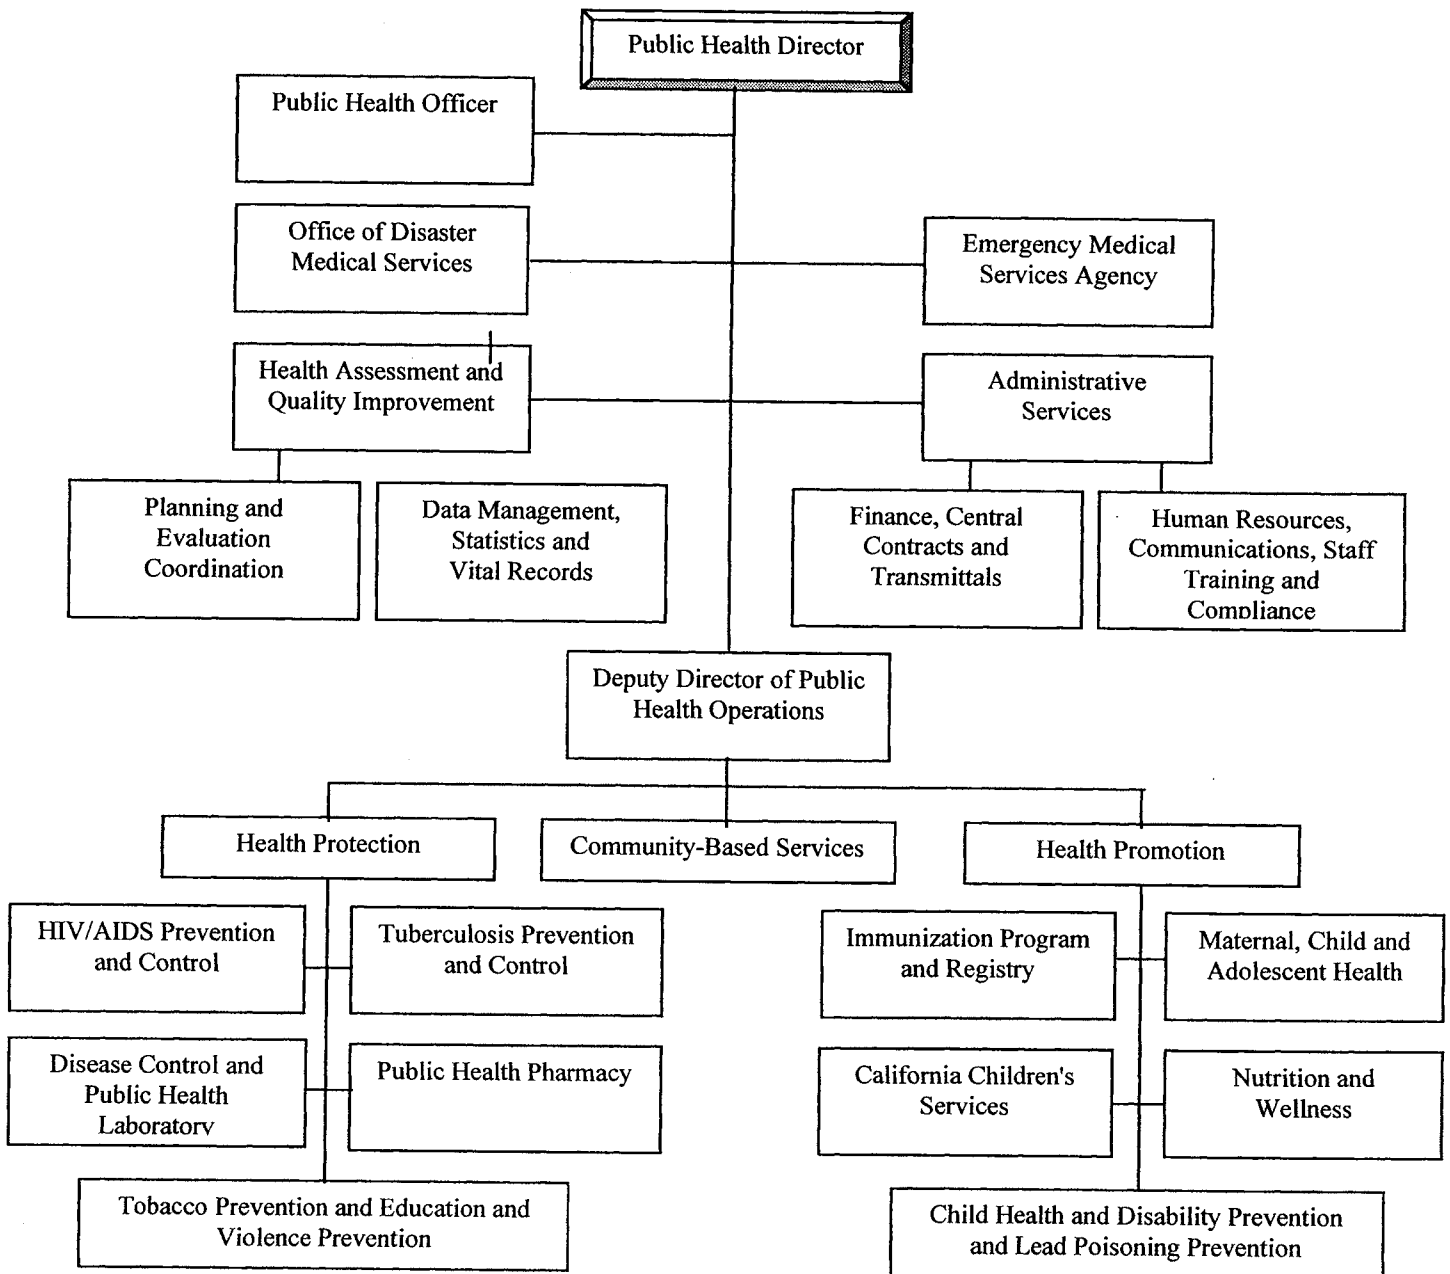 Public Health Director
Public Health Officer
Office of Disaster
Medical Services
Emergency Medical
Services Agency
Health Assessment and
Quality Improvement
Administrative
Services
Planning and
Evaluation
Coordination
Data Management,
Statistics and
Vital Records
Finance, Central
Contracts and
Transmittals
Human Resources,
Communications, Staff
Training and
Compliance
Deputy Director of Public
Health Operations
Health Protection
Community-Based Services
Health Promotion
HIV/AIDS Prevention
and Control
Tuberculosis Prevention
and Control
Immunization Program
and Registry
Maternal, Child and
Adolescent Health
Disease Control and
Public Health
Laboratory
Public Health Pharmacy
California Children's
Services
Nutrition and
Wellness
Tobacco Prevention and Education and
Violence Prevention
Child Health and Disability Prevention
and Lead Poisoning Prevention